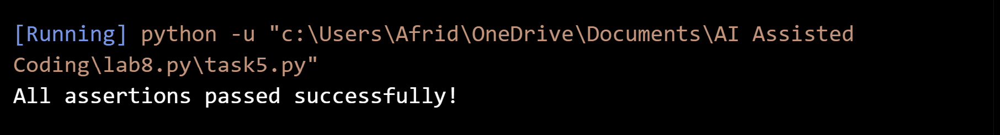 [Running] python -u "c:\Users\Afrid\OneDrive\Documents\AI Assisted
Coding\lab8.py\task5.py"
All assertions passed successfully!